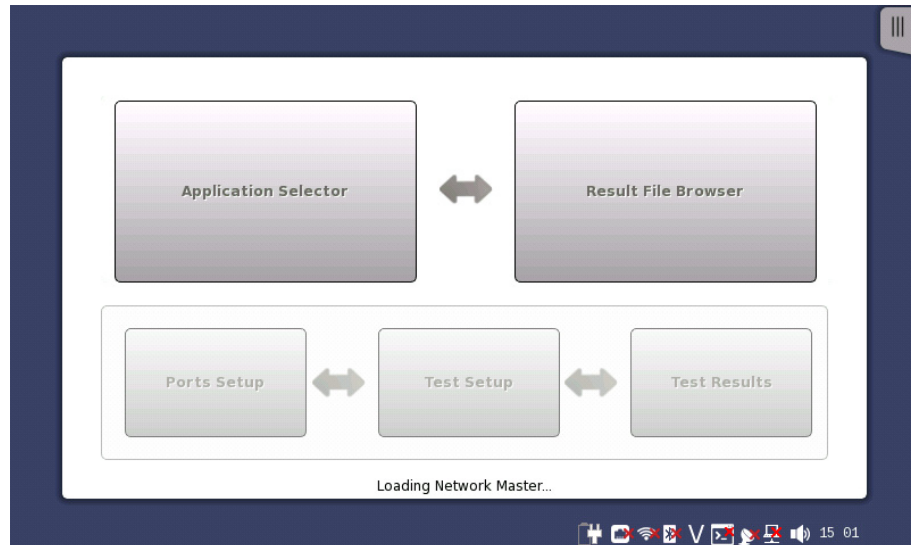 Application Selector
Result File Browser
Ports Setup
Test Setup
Test Results
Loading Network Master...
V
15 01